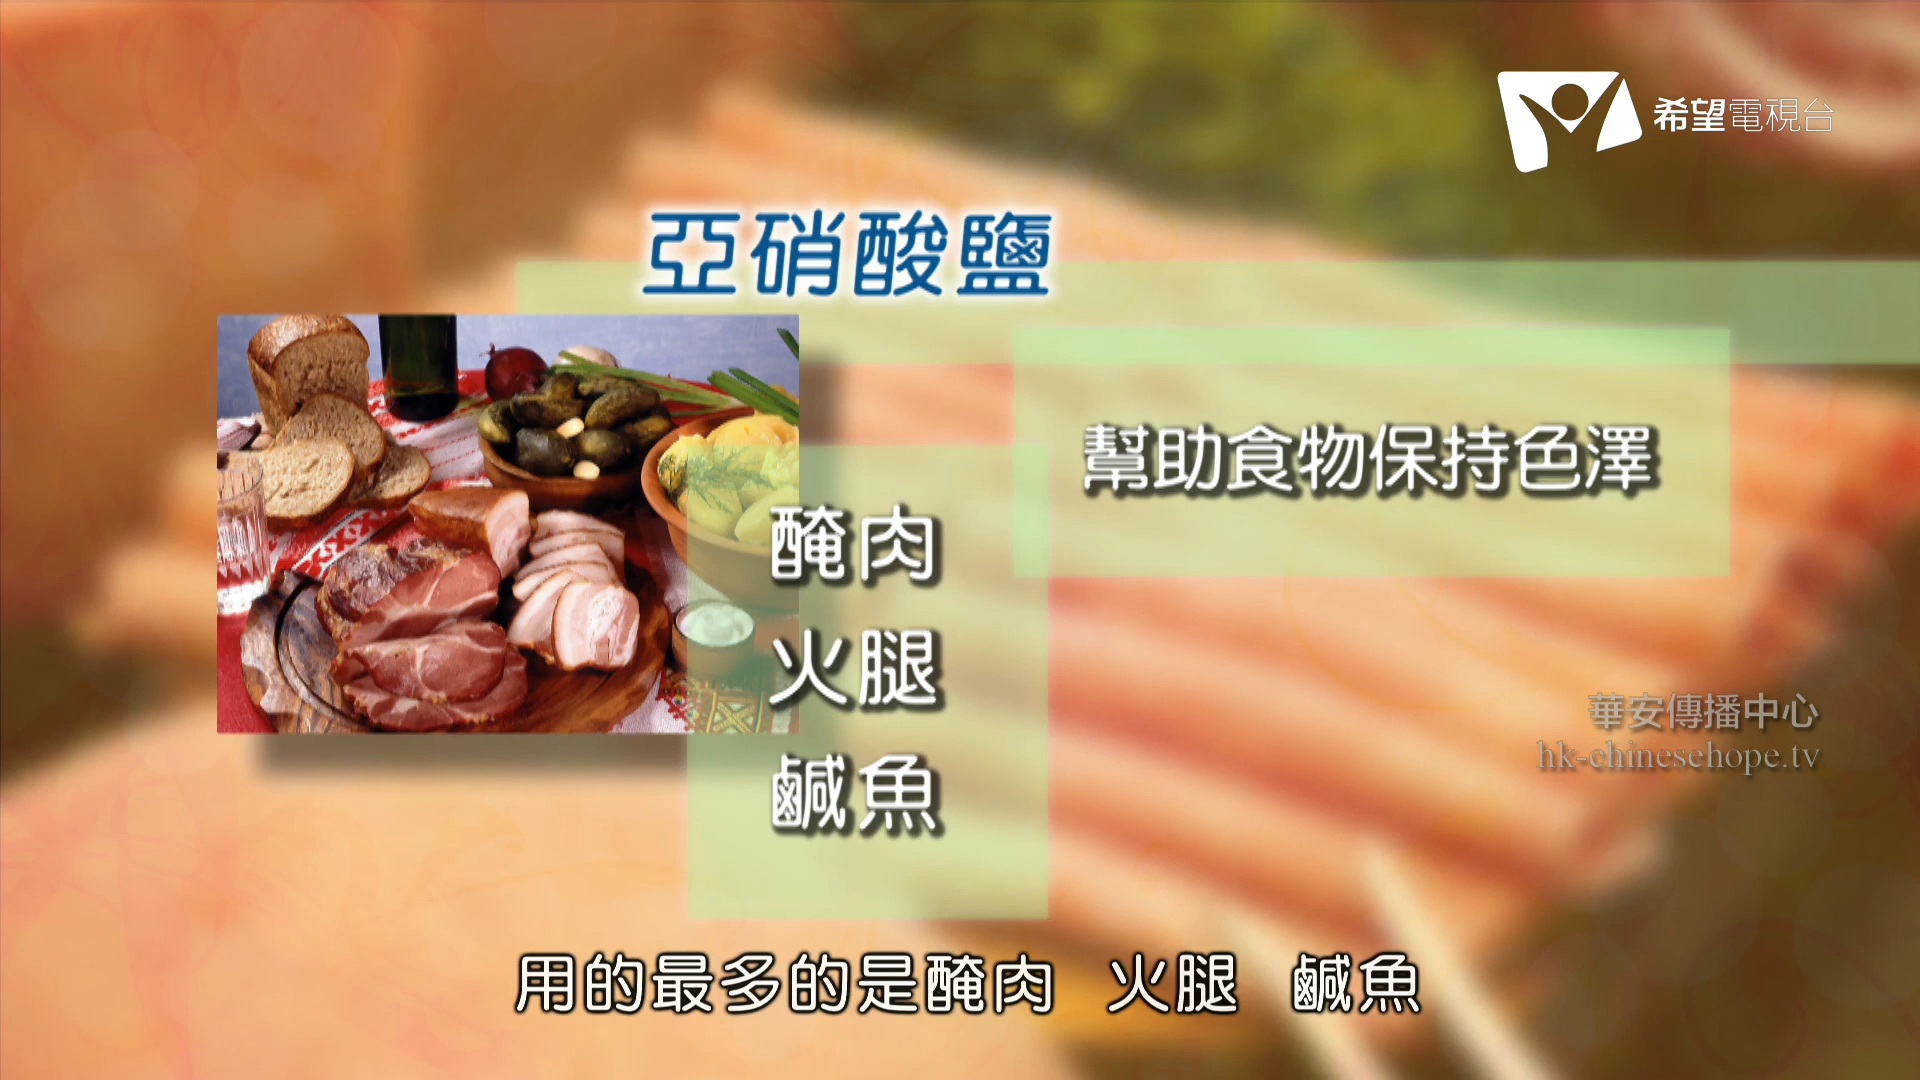 希望電視台
亞硝酸鹽
幫助食物保持色澤
醃肉
火腿
鹹魚
華安傳播中心
hk-chinesehope.tv
用的最多的是醃肉 火腿 鹹魚